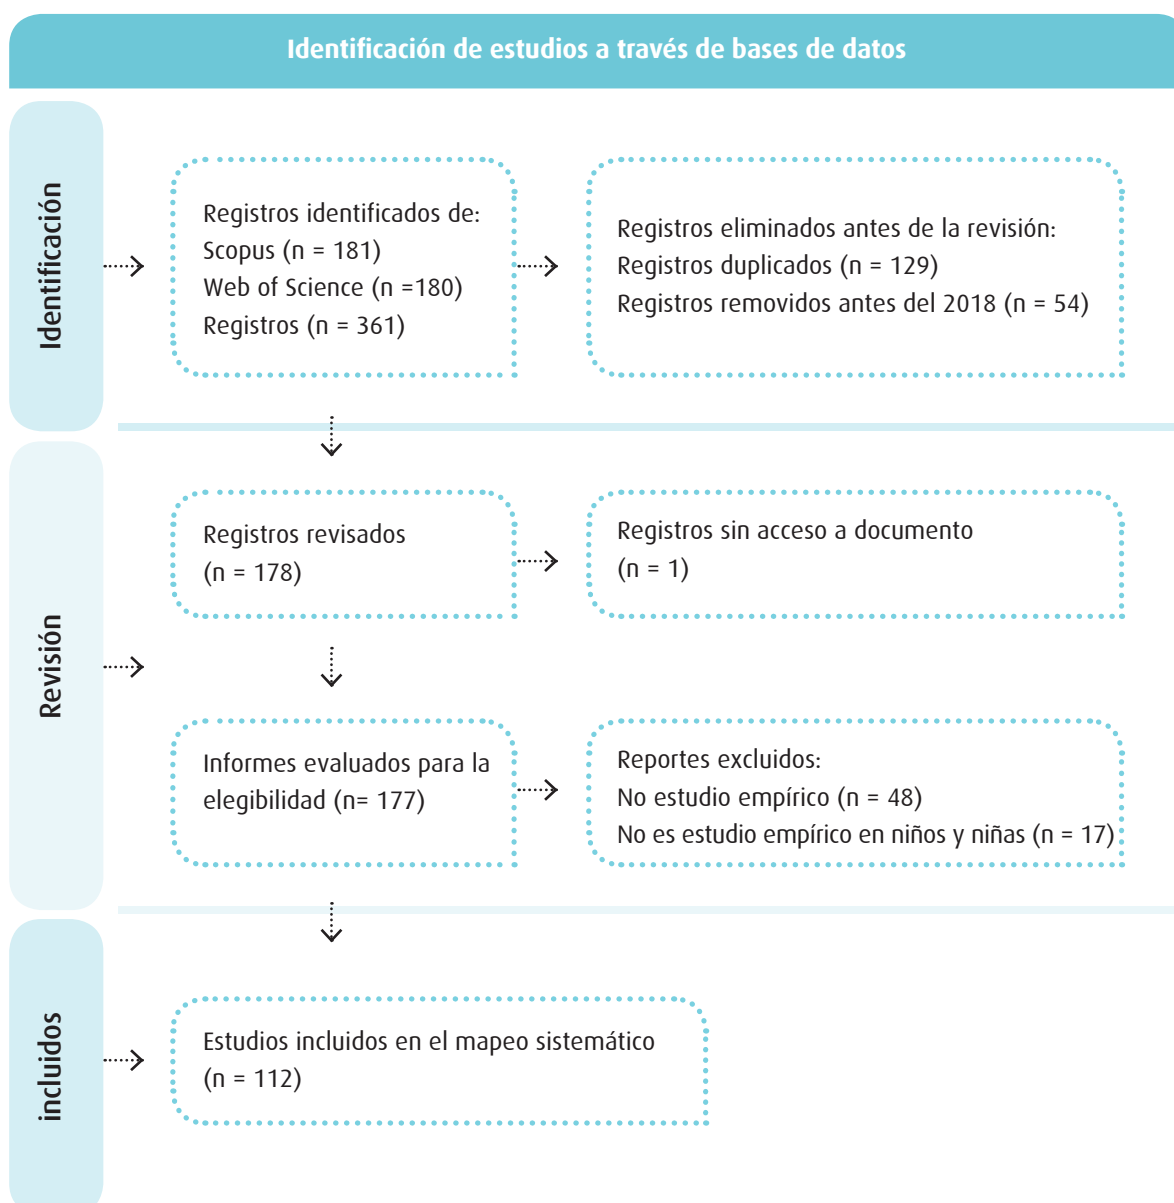 Identificación de estudios a través de bases de datos
Identificación
Registros identificados de:
Scopus (n = 181)
Web of Science (n =180)
Registros (n = 361)
Registros eliminados antes de la revisión:
Registros duplicados (n = 129)
Registros removidos antes del 2018 (n = 54)
Revisión
Registros revisados
(n = 178)
Registros sin acceso a documento
(n = 1)
Informes evaluados para la
elegibilidad (n= 177)
Reportes excluidos:
No estudio empírico (n = 48)
No es estudio empírico en niños y niñas (n = 17)
incluidos
Estudios incluidos en el mapeo sistemático
(n = 112)